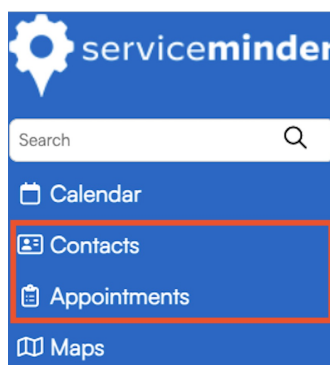 serviceminder
Search
Calendar
Contacts
Appointments
Maps